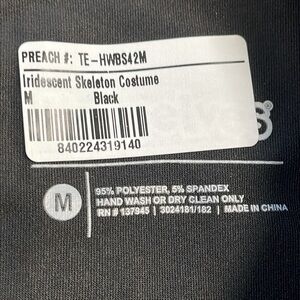 PREACH #: TE-HWBS42M
Iridescent Skeleton Costume
M Black
840224319140
M
95% POLYESTER, 5% SPANDEX
HAND WASH OR DRY CLEAN ONLY
RN # 137945 | 3024181/182 | MADE IN CHINA